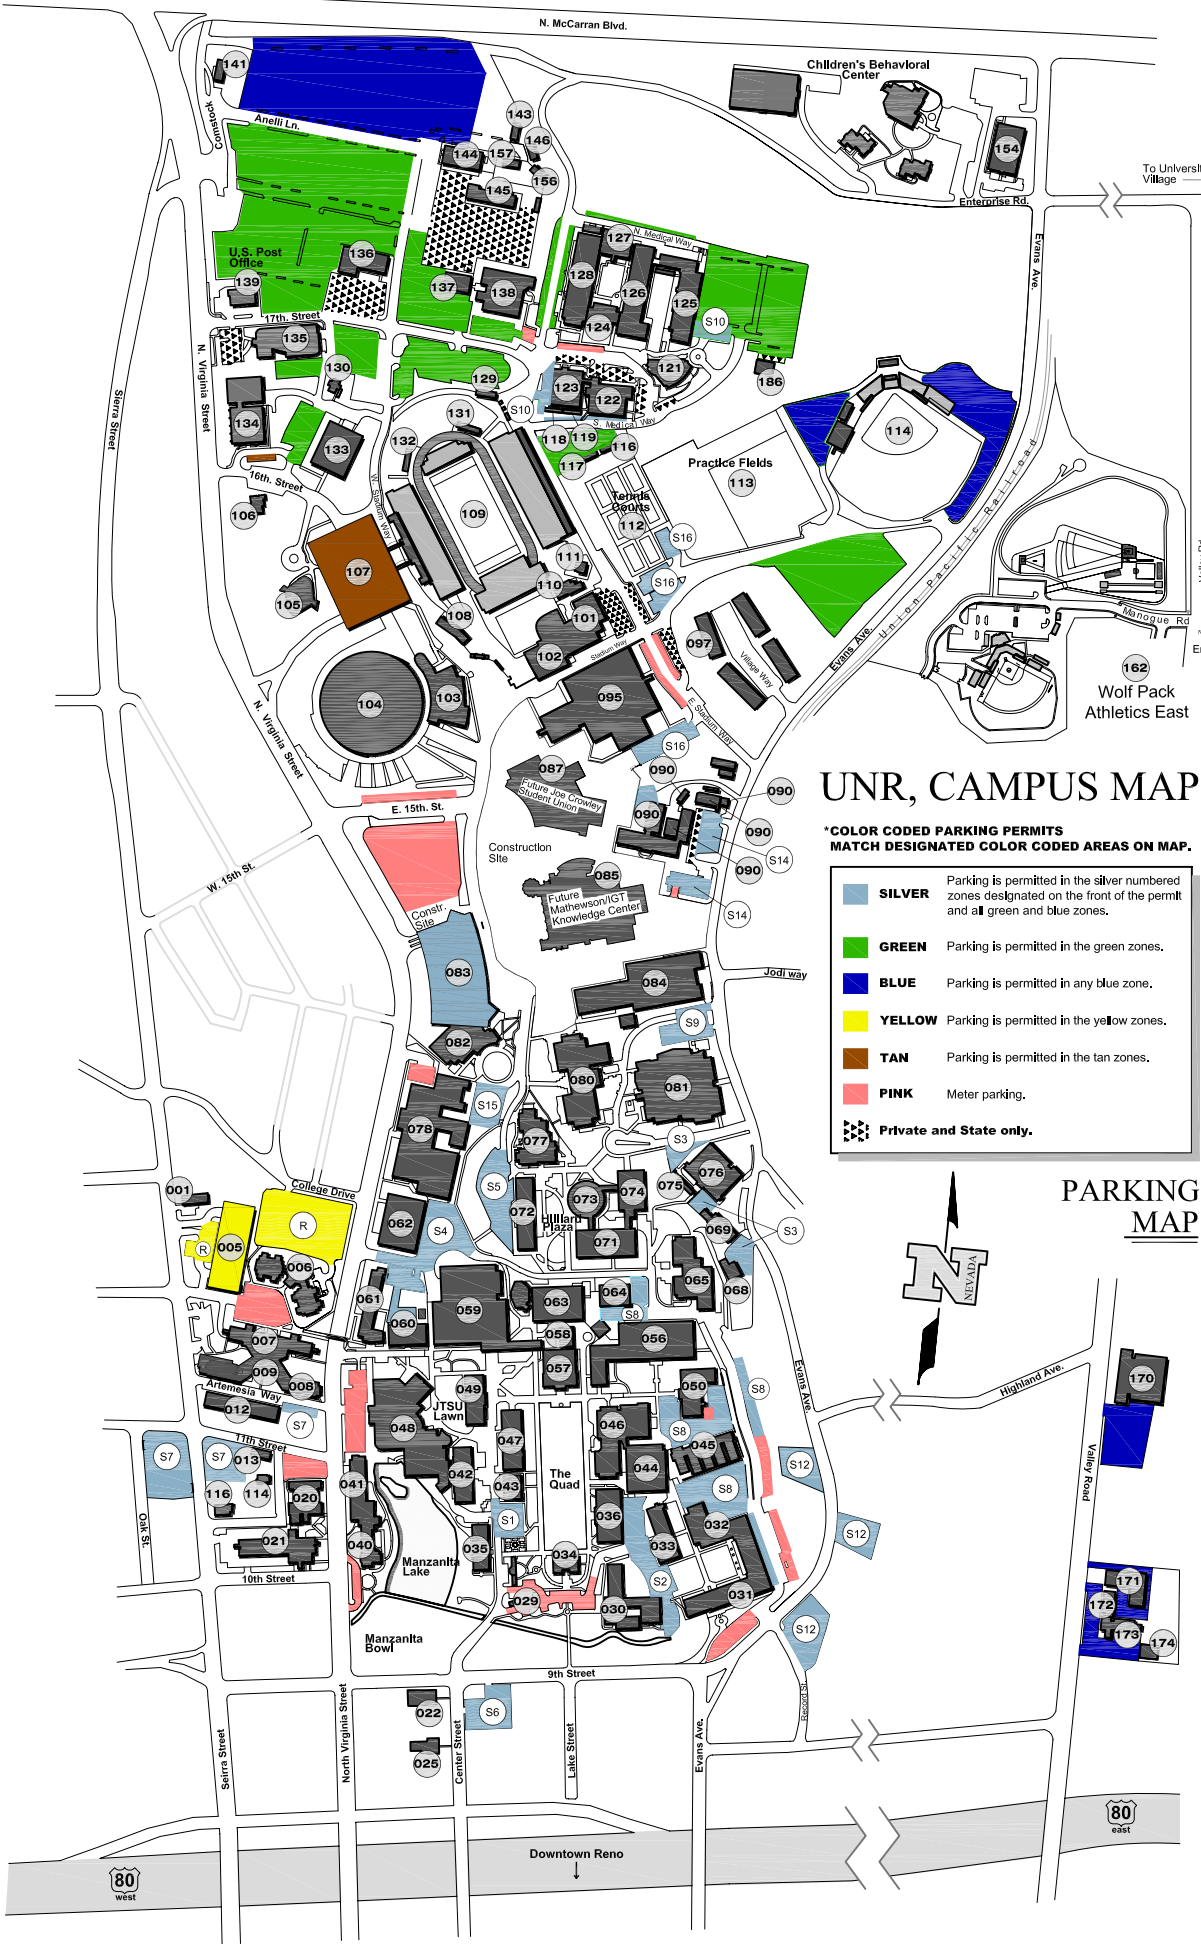 N. McCarran Blvd.
141
Comstock
Anelli Ln.
143
146
144
157
156
145
Children's Behavioral
Center
154
To Universit
Village
Enterprise Rd.
Evans Ave.
U.S. Post
Office
136
139
137
138
127
N. Medical Way
128
126
125
124
S10
17th. Street
135
130
129
123
122
121
186
S10
S. Medical Way
118
119
116
117
131
132
134
133
16th. Street
106
W. Stadium Way
109
Sierra Street
N. Virginia Street
114
Practice Fields
113
Tennis
Courts
112
S16
S16
111
110
107
105
108
101
102
Stadium Way
097
Village Way
Evans Ave.
Union Pacific Railroad
Manogue Rd
162
Wolf Pack
Athletics East
104
103
095
E. Stadium Way
S16
N. Virginia Street
087
Future Joe Crowley
Student Union
090
090
090
090
090
S14
S14
E. 15th. St.
W. 15th St.
Construction
Site
085
Future
Mathewson/IGT
Knowledge Center
Constr.
Site
083
082
084
Jodi way
S9
080
081
UNR, CAMPUS MAP
*COLOR CODED PARKING PERMITS
MATCH DESIGNATED COLOR CODED AREAS ON MAP.
SILVER Parking is permitted in the silver numbered
zones designated on the front of the permit
and all green and blue zones.
GREEN Parking is permitted in the green zones.
BLUE Parking is permitted in any blue zone.
YELLOW Parking is permitted in the yellow zones.
TAN Parking is permitted in the tan zones.
PINK Meter parking.
Private and State only.
PARKING
MAP
N
NEVADA
S15
078
077
S3
076
075
S5
072
073
074
Hilliard
Plaza
071
069
S3
068
065
001
College Drive
R
R
005
006
062
S4
061
060
059
063
064
S8
058
057
056
007
009
008
Artemesia Way
012
S7
11th Street
S7
S7
013
116
114
020
021
10th Street
Oak St.
048
049
JTSU
Lawn
047
042
043
041
040
S1
035
Manzanita
Lake
Manzanita
Bowl
The
Quad
046
044
050
S8
S8
045
S8
036
033
032
034
029
030
S2
031
S12
S12
S12
Evans Ave.
Highland Ave.
170
Valley Road
171
172
173
174
9th Street
Record St.
022
025
S6
Seirra Street
North Virginia Street
Center Street
Lake Street
Evans Ave.
Downtown Reno
80
west
80
east